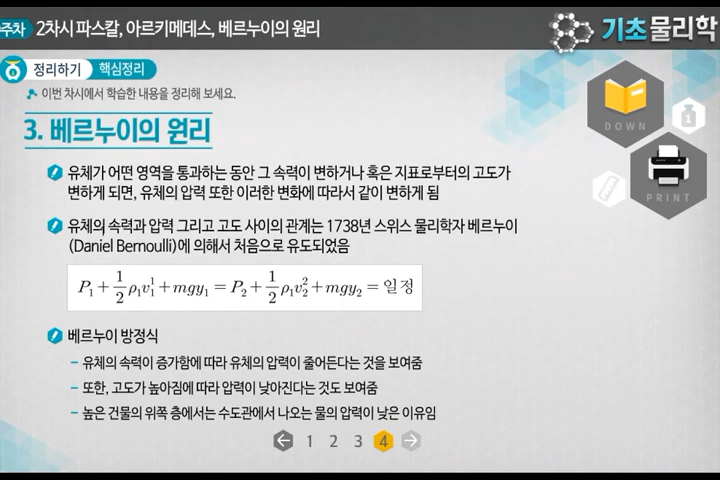 주차 2차시 파스칼, 아르키메데스, 베르누이의 원리
기초물리학
정리하기 핵심정리
이번 차시에서 학습한 내용을 정리해 보세요.
DOWN
1
PRINT
3. 베르누이의 원리
유체가 어떤 영역을 통과하는 동안 그 속력이 변하거나 혹은 지표로부터의 고도가
변하게 되면, 유체의 압력 또한 이러한 변화에 따라서 같이 변하게 됨
유체의 속력과 압력 그리고 고도 사이의 관계는 1738년 스위스 물리학자 베르누이
(Daniel Bernoulli)에 의해서 처음으로 유도되었음
P₁ + 1/2 ρ₁v₁¹ + mgy₁ = P₂ + 1/2 ρ₁v₂² + mgy₂ = 일정
베르누이 방정식
– 유체의 속력이 증가함에 따라 유체의 압력이 줄어든다는 것을 보여줌
– 또한, 고도가 높아짐에 따라 압력이 낮아진다는 것도 보여줌
– 높은 건물의 위쪽 층에서는 수도관에서 나오는 물의 압력이 낮은 이유임
1 2 3 4